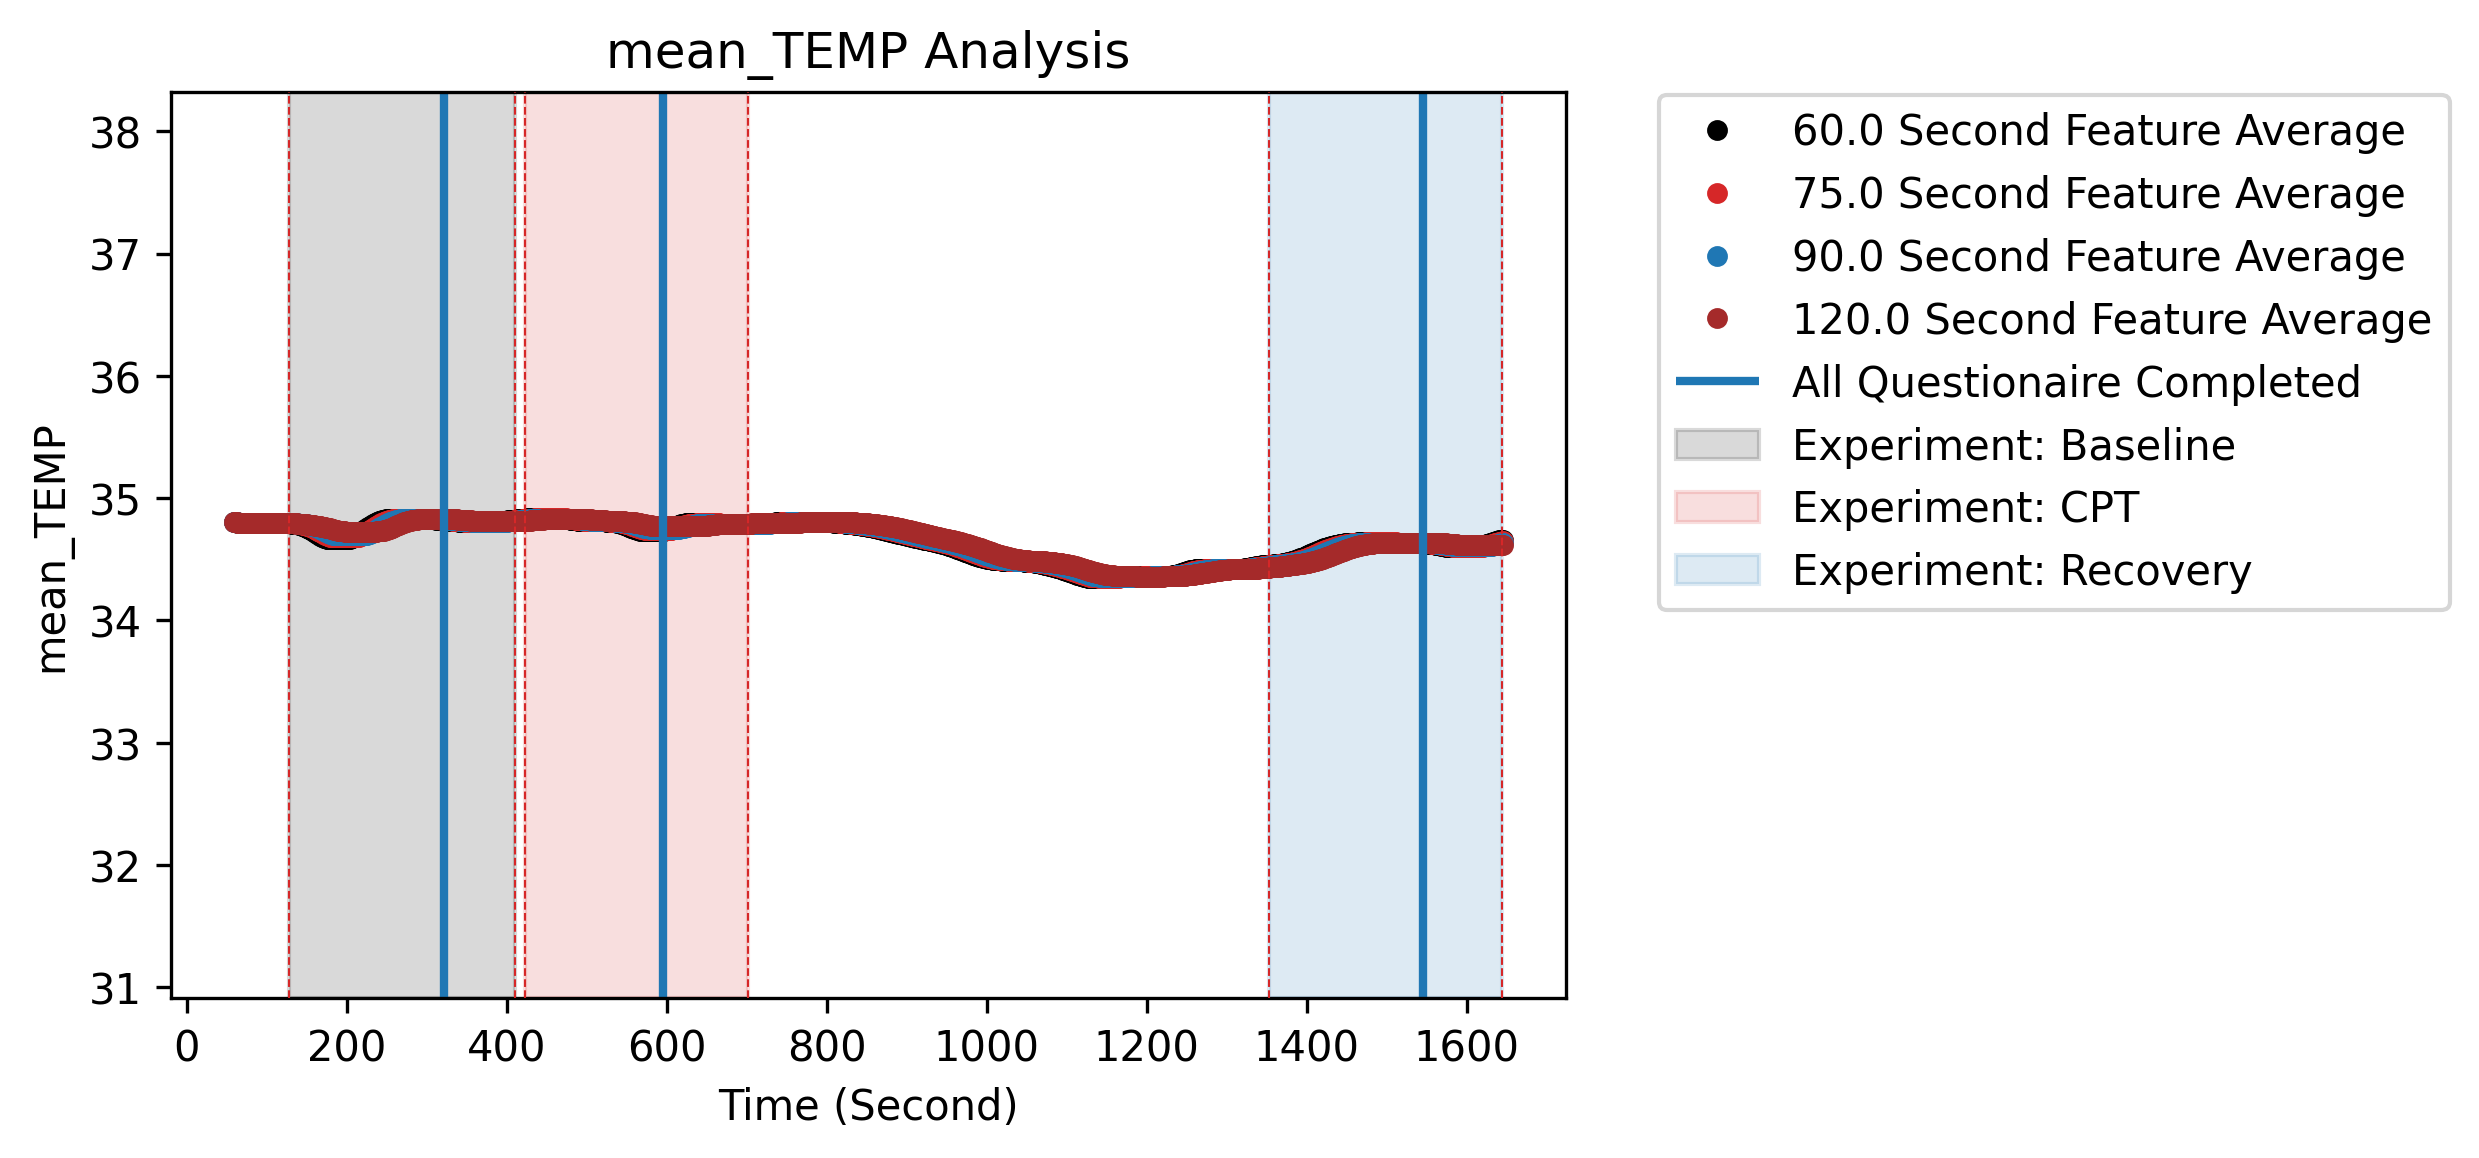 mean_TEMP Analysis
38
37
36
35
34
33
32
31
mean_TEMP
0 200 400 600 800 1000 1200 1400 1600
Time (Second)
60.0 Second Feature Average
75.0 Second Feature Average
90.0 Second Feature Average
120.0 Second Feature Average
All Questionaire Completed
Experiment: Baseline
Experiment: CPT
Experiment: Recovery